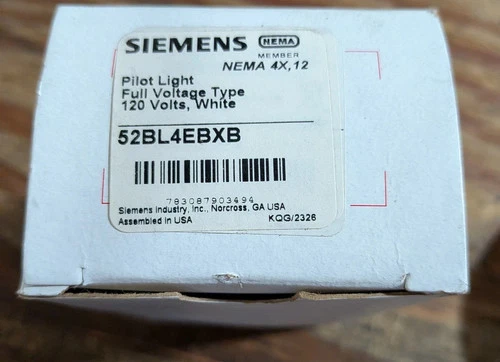 SIEMENS NEMA
MEMBER
NEMA 4X,12
Pilot Light
Full Voltage Type
120 Volts, White
52BL4EBXB
783087903494
Siemens Industry, Inc., Norcross, GA USA
Assembled in USA KQG/2326